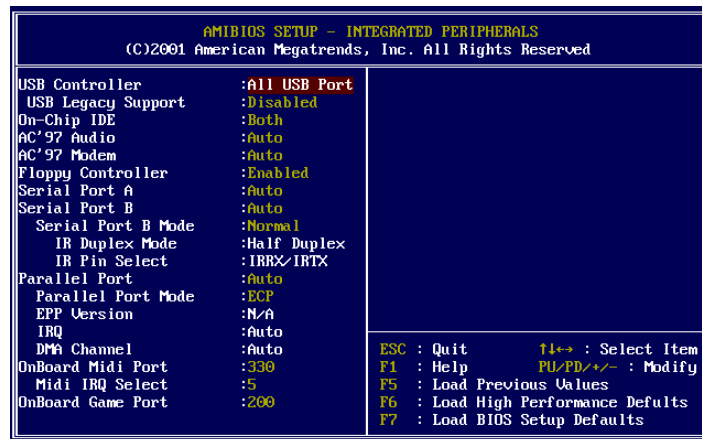 AMIBIOS SETUP - INTEGRATED PERIPHERALS
(C)2001 American Megatrends, Inc. All Rights Reserved
USB Controller :All USB Port
USB Legacy Support :Disabled
On-Chip IDE :Both
AC'97 Audio :Auto
AC'97 Modem :Auto
Floppy Controller :Enabled
Serial Port A :Auto
Serial Port B :Auto
Serial Port B Mode :Normal
IR Duplex Mode :Half Duplex
IR Pin Select :IRRX/IRTX
Parallel Port :Auto
Parallel Port Mode :ECP
EPP Version :N/A
IRQ :Auto
DMA Channel :Auto
OnBoard Midi Port :330
Midi IRQ Select :5
OnBoard Game Port :200
ESC : Quit ↑↓↔ : Select Item
F1 : Help PU/PD/+/- : Modify
F5 : Load Previous Values
F6 : Load High Performance Defults
F7 : Load BIOS Setup Defaults